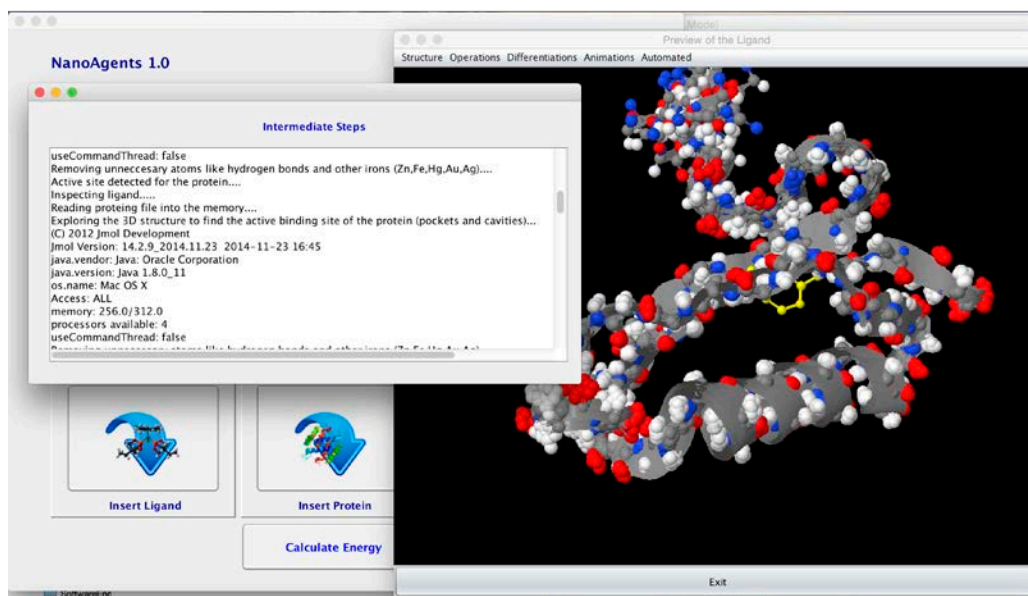 [Model]
Preview of the Ligand
Structure Operations Differentiations Animations Automated
NanoAgents 1.0
Intermediate Steps
useCommandThread: false
Removing unneccesary atoms like hydrogen bonds and other irons (Zn,Fe,Hg,Au,Ag)....
Active site detected for the protein....
Inspecting ligand.....
Reading proteing file into the memory....
Exploring the 3D structure to find the active binding site of the protein (pockets and cavities)...
(C) 2012 Jmol Development
Jmol Version: 14.2.9_2014.11.23 2014-11-23 16:45
java.vendor: Java: Oracle Corporation
java.version: Java 1.8.0_11
os.name: Mac OS X
Access: ALL
memory: 256.0/312.0
processors available: 4
useCommandThread: false
Insert Ligand
Insert Protein
Calculate Energy
Exit